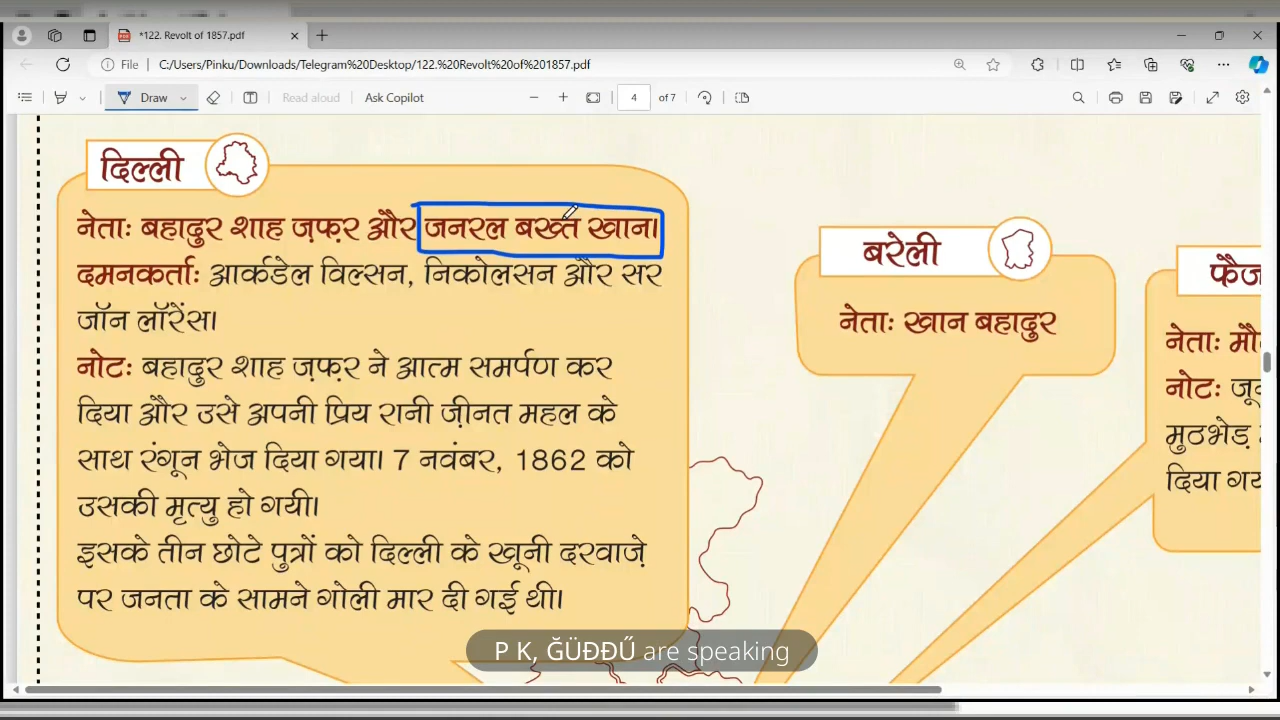 *122. Revolt of 1857.pdf
File C:/Users/Pinku/Downloads/Telegram%20Desktop/122.%20Revolt%20of%201857.pdf
Draw Read aloud Ask Copilot 4 of 7
दिल्ली
नेताः बहादुर शाह ज़फ़र और जनरल बख्त खान।
दमनकर्ताः आर्कडेल विल्सन, निकोलसन और सर
जॉन लॉरेंस।
नोटः बहादुर शाह ज़फ़र ने आत्म समर्पण कर
दिया और उसे अपनी प्रिय रानी ज़ीनत महल के
साथ रंगून भेज दिया गया। 7 नवंबर, 1862 को
उसकी मृत्यु हो गयी।
इसके तीन छोटे पुत्रों को दिल्ली के खूनी दरवाज़े
पर जनता के सामने गोली मार दी गई थी।
बरेली
नेताः खान बहादुर
नेताः
नोटः
मुठभेड़
P K, ĞÜĐĐŰ are speaking